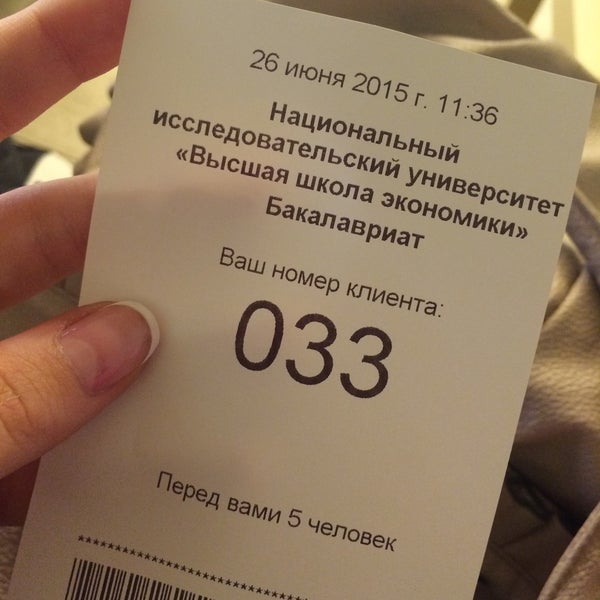 26 июня 2015 г. 11:36
Национальный
исследовательский университет
«Высшая школа экономики»
Бакалавриат
Ваш номер клиента:
033
Перед вами 5 человек
********************************